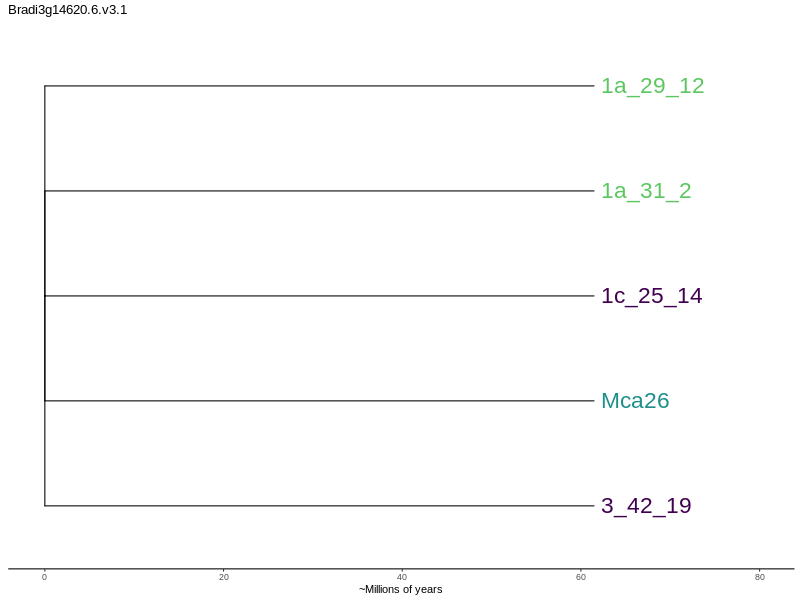 Bradi3g14620.6.v3.1
1a_29_12
1a_31_2
1c_25_14
Mca26
3_42_19
0 20 40 60 80
~Millions of years